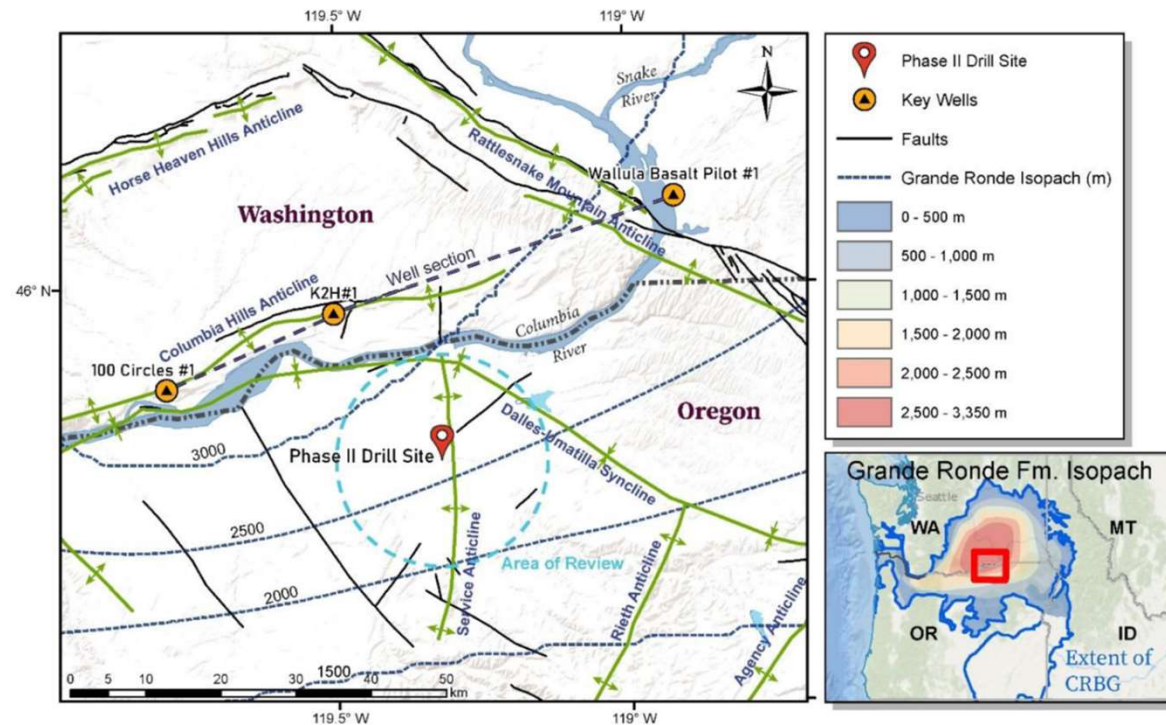 119.5° W
119° W
N
Snake
River
Rattlesnake Mountain Anticline
Horse Heaven Hills Anticline
Wallula Basalt Pilot #1
Washington
Well section
46° N
Columbia Hills Anticline
K2H#1
Columbia
River
100 Circles #1
Oregon
Dalles-Umatilla Syncline
3000
Phase II Drill Site
2500
Area of Review
Service Anticline
2000
Rieth Anticline
Agency Anticline
1500
0 5 10 20 30 40 50
km
119.5° W
119° W
Phase II Drill Site
Key Wells
Faults
Grande Ronde Isopach (m)
0 - 500 m
500 - 1,000 m
1,000 - 1,500 m
1,500 - 2,000 m
2,000 - 2,500 m
2,500 - 3,350 m
Grande Ronde Fm. Isopach
Seattle
WA
MT
OR
ID
Extent of
CRBG